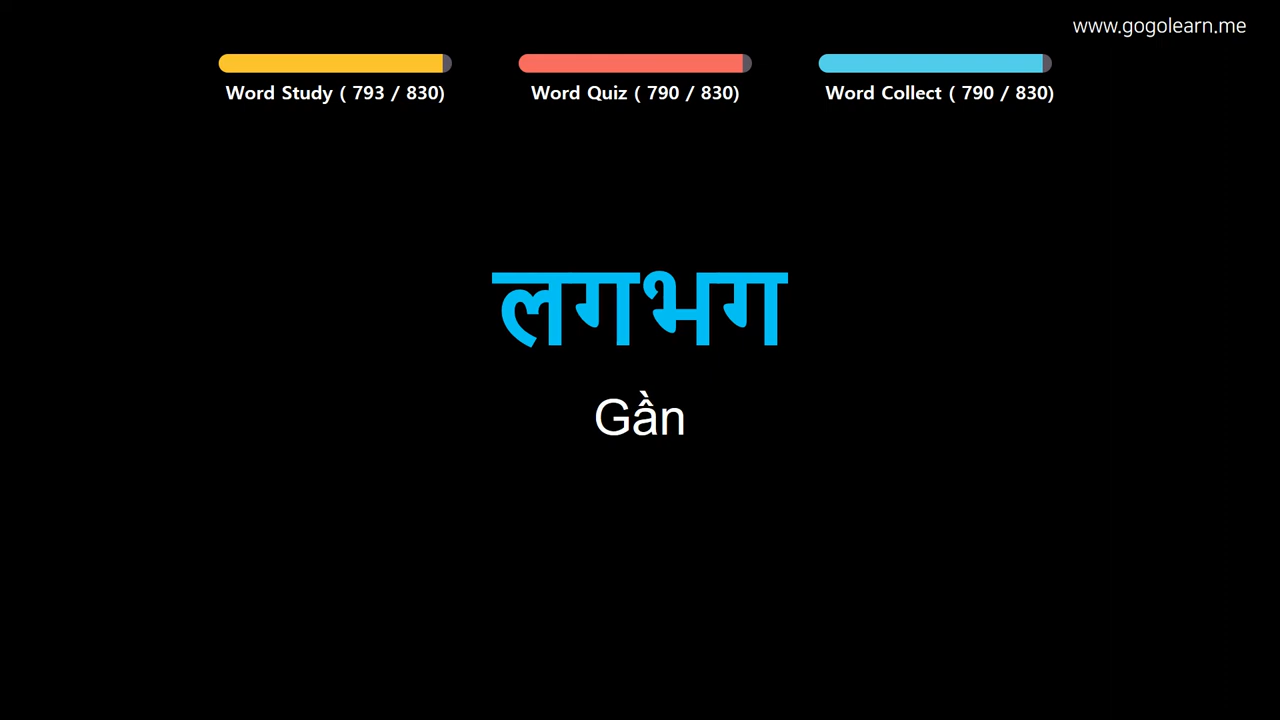 www.gogolearn.me
Word Study ( 793 / 830)
Word Quiz ( 790 / 830)
Word Collect ( 790 / 830)
लगभग
Gần